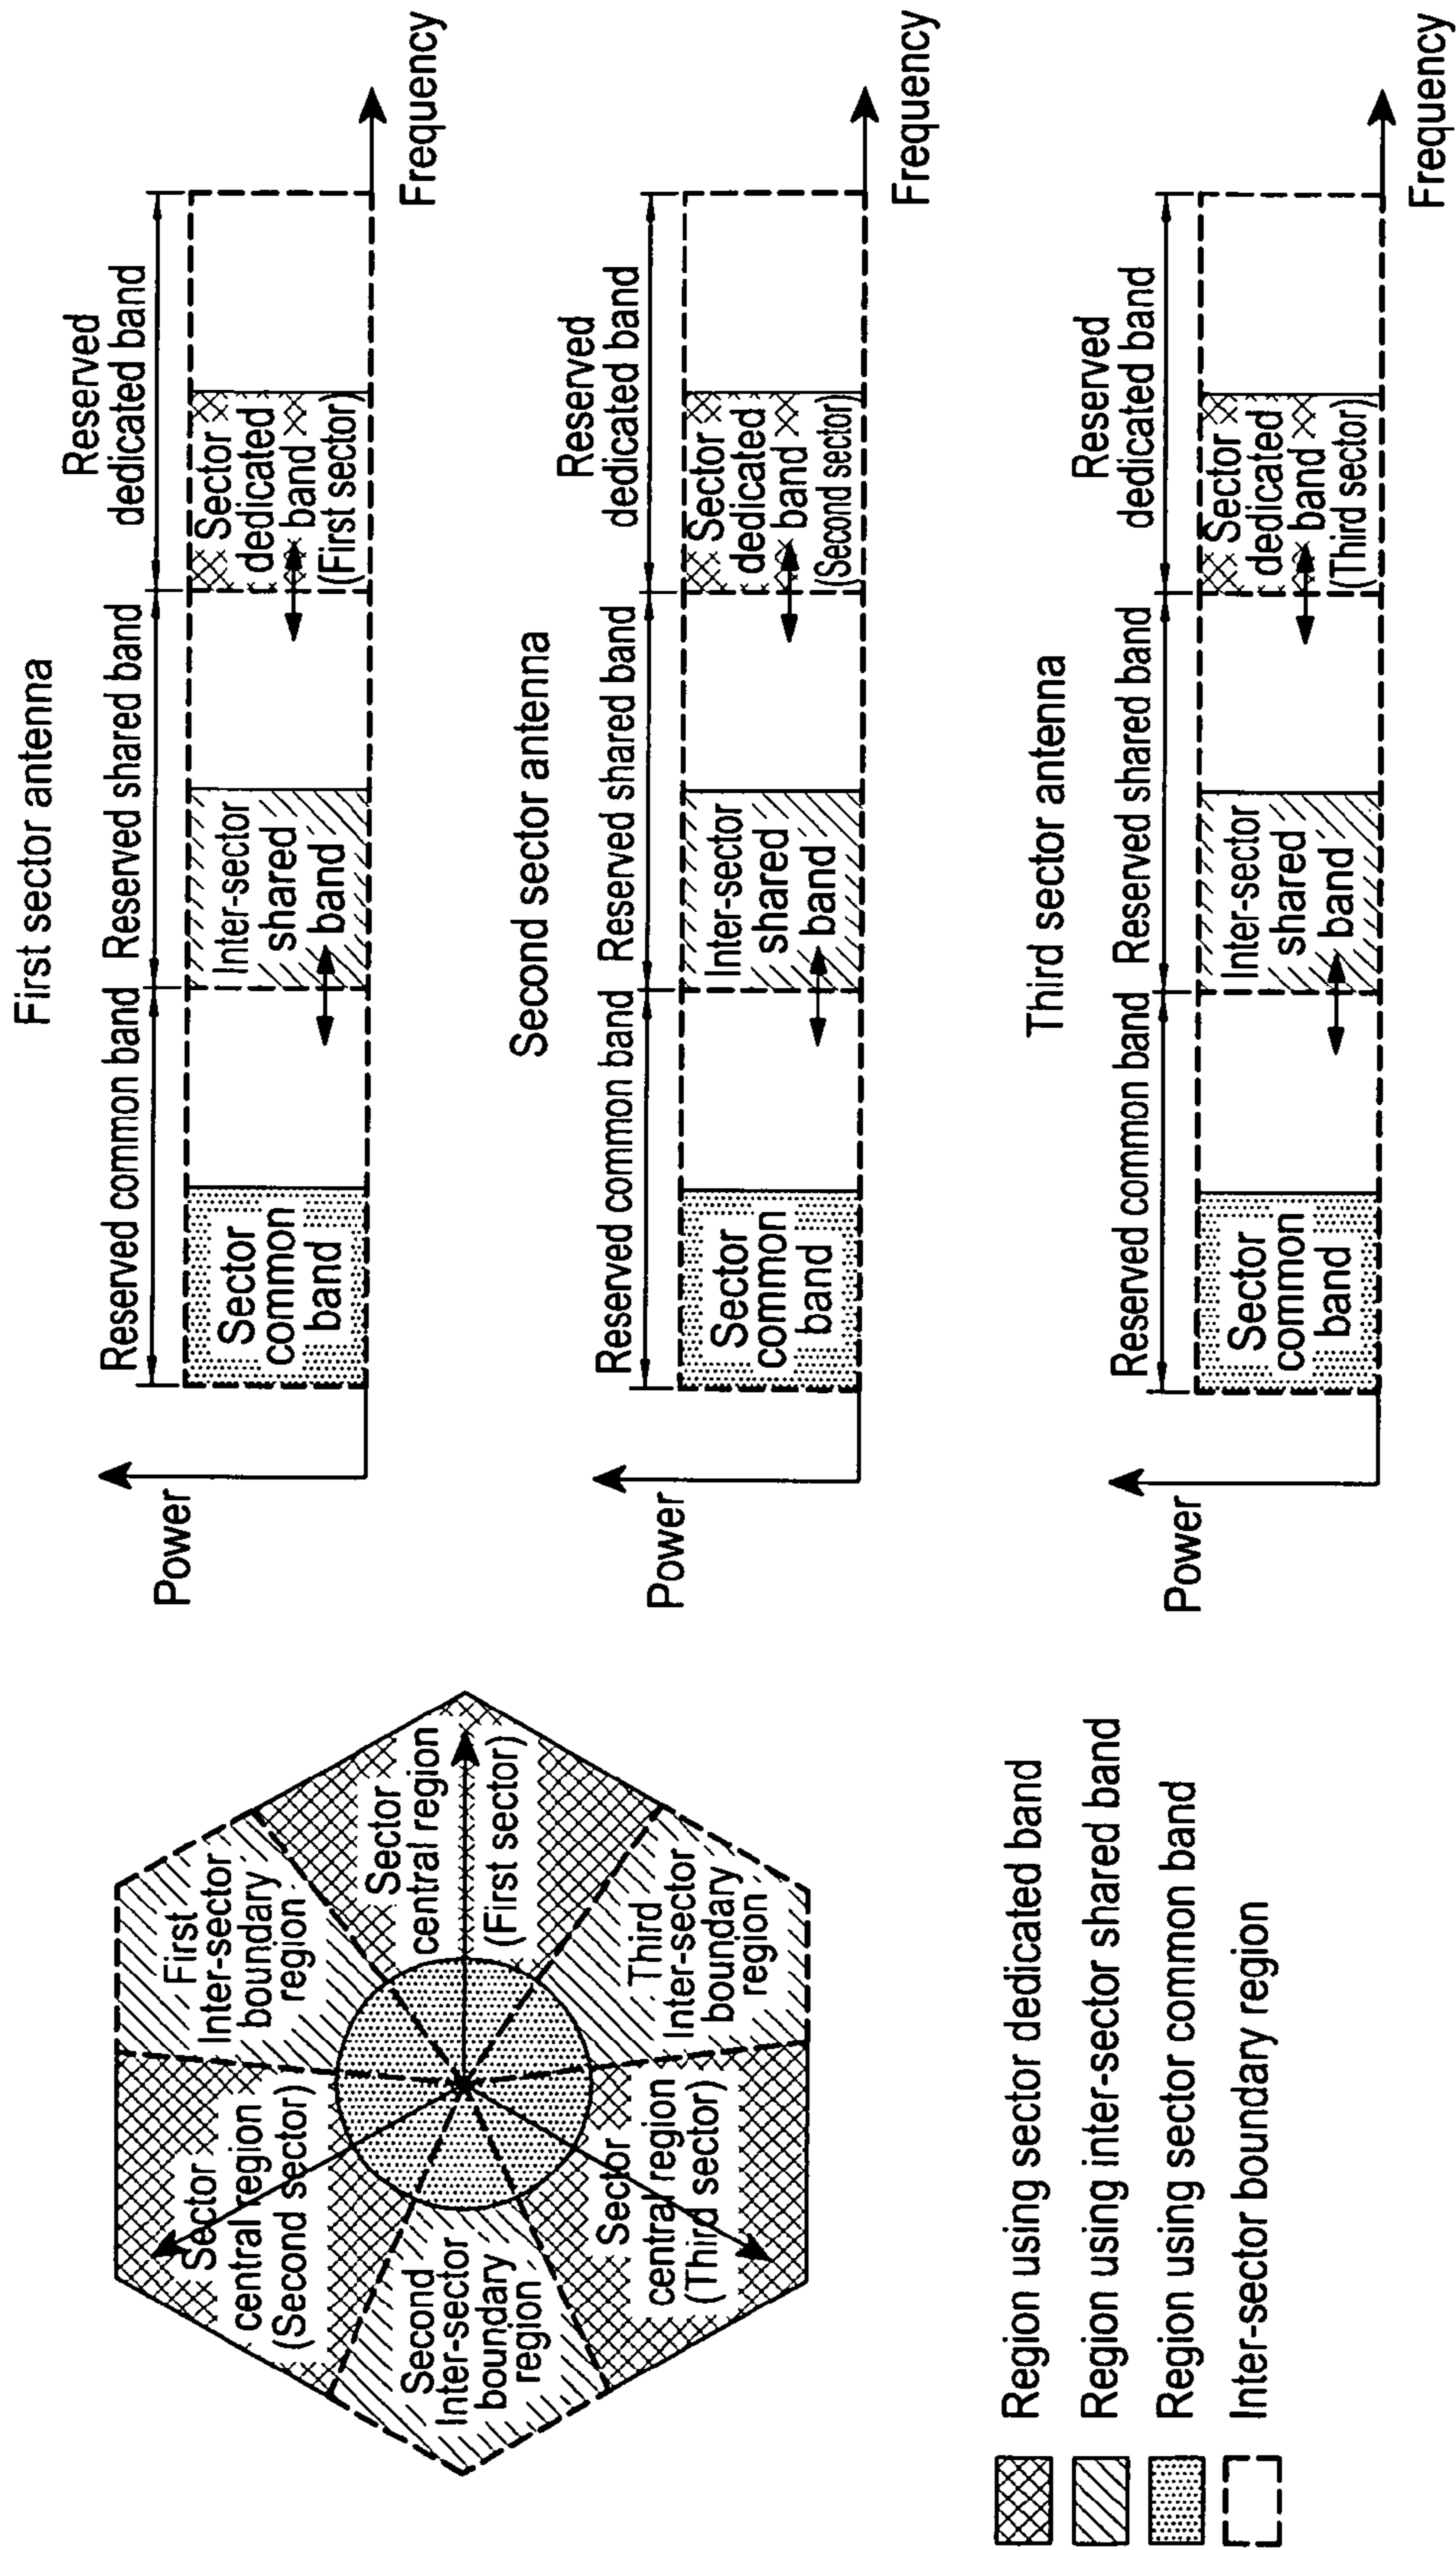 First
Inter-sector
boundary
region
Sector
central region
(Second sector)
Sector
central region
(First sector)
Second
Inter-sector
boundary
region
Third
Inter-sector
boundary
region
Sector
central region
(Third sector)
Region using sector dedicated band
Region using inter-sector shared band
Region using sector common band
Inter-sector boundary region
First sector antenna
Power
Reserved common band
Reserved shared band
Reserved
dedicated band
Sector
common
band
Inter-sector
shared
band
Sector
dedicated
band
(First sector)
Frequency
Second sector antenna
Power
Reserved common band
Reserved shared band
Reserved
dedicated band
Sector
common
band
Inter-sector
shared
band
Sector
dedicated
band
(Second sector)
Frequency
Third sector antenna
Power
Reserved common band
Reserved shared band
Reserved
dedicated band
Sector
common
band
Inter-sector
shared
band
Sector
dedicated
band
(Third sector)
Frequency